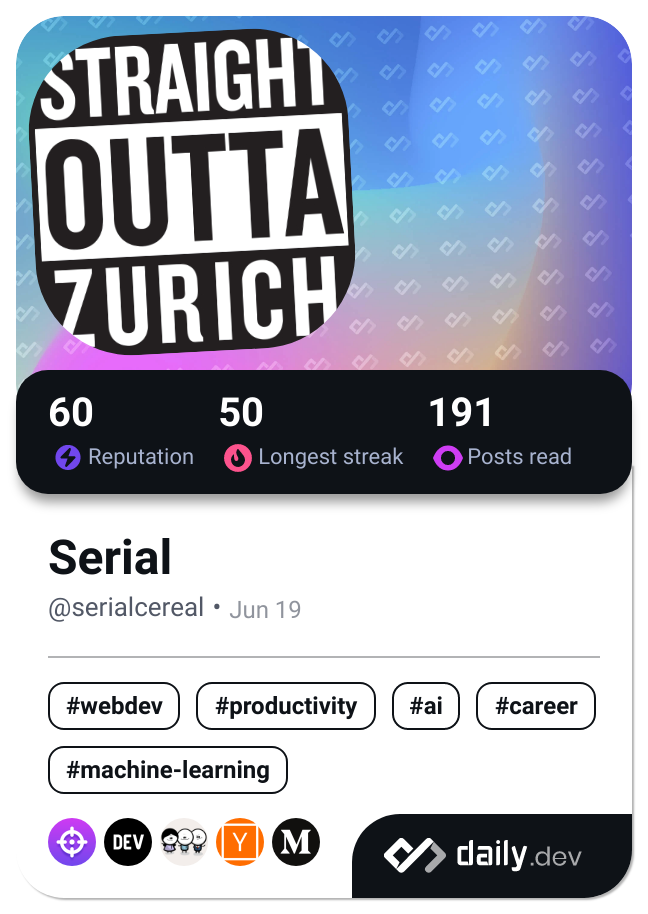 STRAIGHT
OUTTA
ZURICH
60 50 191
Reputation Longest streak Posts read
Serial
@serialcereal • Jun 19
#webdev #productivity #ai #career
#machine-learning
DEV Y M
daily.dev